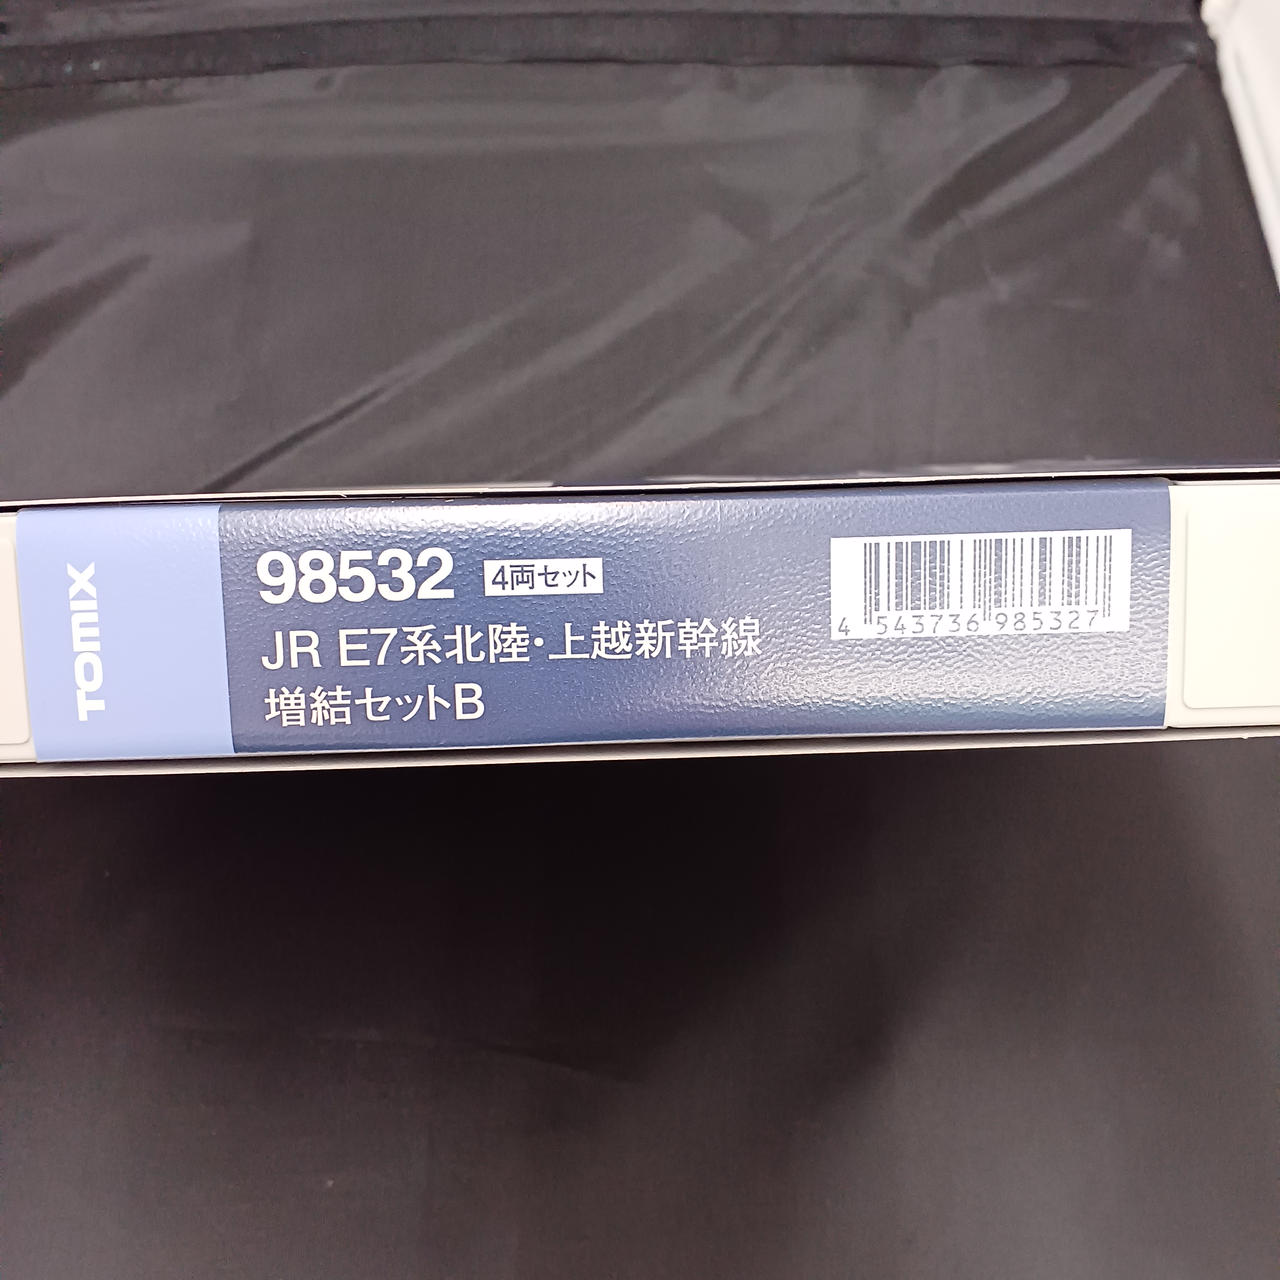 TOMIX
98532 4両セット
JR E7系北陸・上越新幹線
増結セットB
4 543736 985327